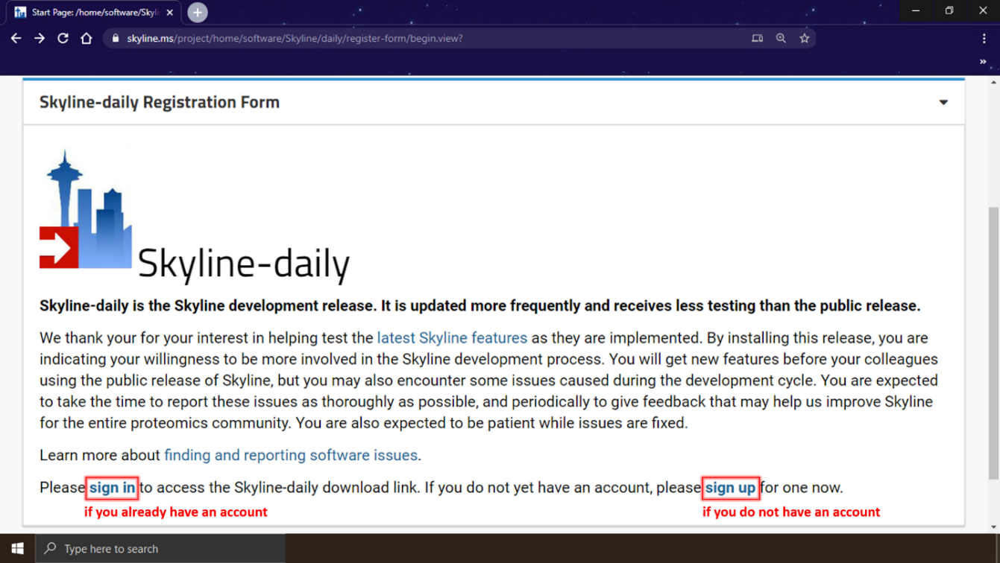 Start Page: /home/software/Skyli
skyline.ms/project/home/software/Skyline/daily/register-form/begin.view?
Skyline-daily Registration Form
Skyline-daily
Skyline-daily is the Skyline development release. It is updated more frequently and receives less testing than the public release.
We thank your for your interest in helping test the latest Skyline features as they are implemented. By installing this release, you are
indicating your willingness to be more involved in the Skyline development process. You will get new features before your colleagues
using the public release of Skyline, but you may also encounter some issues caused during the development cycle. You are expected
to take the time to report these issues as thoroughly as possible, and periodically to give feedback that may help us improve Skyline
for the entire proteomics community. You are also expected to be patient while issues are fixed.
Learn more about finding and reporting software issues.
Please sign in to access the Skyline-daily download link. If you do not yet have an account, please sign up for one now.
if you already have an account
if you do not have an account
Type here to search